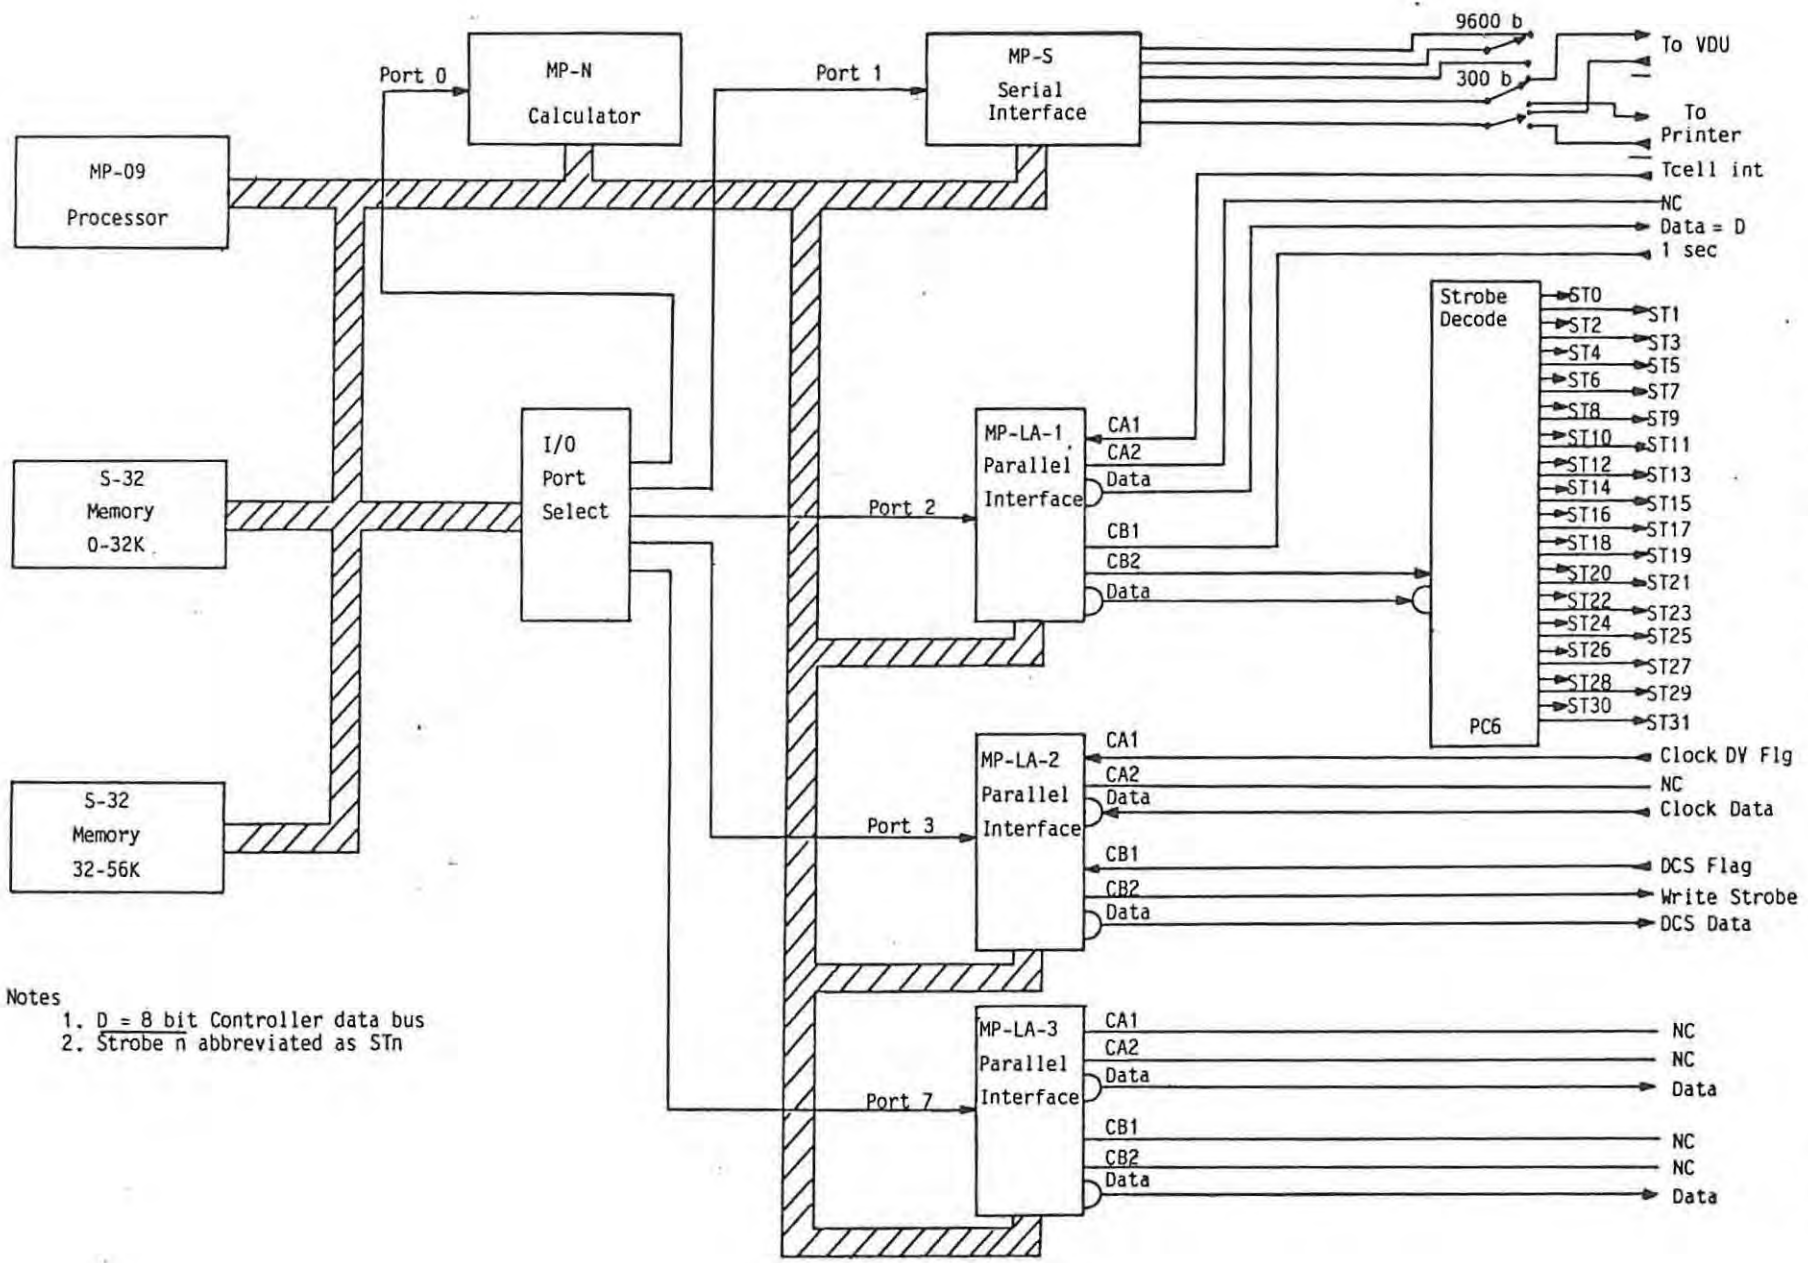 9600 b
To VDU
300 b
To
Printer
Port 0
MP-N
Calculator
Port 1
MP-S
Serial
Interface
MP-09
Processor
Tcell int
NC
Data = D
1 sec
Strobe
Decode
PC6
ST0
ST1
ST2
ST3
ST4
ST5
ST6
ST7
ST8
ST9
ST10
ST11
ST12
ST13
ST14
ST15
ST16
ST17
ST18
ST19
ST20
ST21
ST22
ST23
ST24
ST25
ST26
ST27
ST28
ST29
ST30
ST31
S-32
Memory
0-32K
I/O
Port
Select
Port 2
MP-LA-1
Parallel
Interface
CA1
CA2
Data
CB1
CB2
Data
S-32
Memory
32-56K
Port 3
MP-LA-2
Parallel
Interface
CA1
CA2
Data
CB1
CB2
Data
Clock DV Flg
NC
Clock Data
DCS Flag
Write Strobe
DCS Data
Port 7
MP-LA-3
Parallel
Interface
CA1
CA2
Data
CB1
CB2
Data
NC
NC
Data
NC
NC
Data
Notes
1. D = 8 bit Controller data bus
2. Strobe n abbreviated as STn